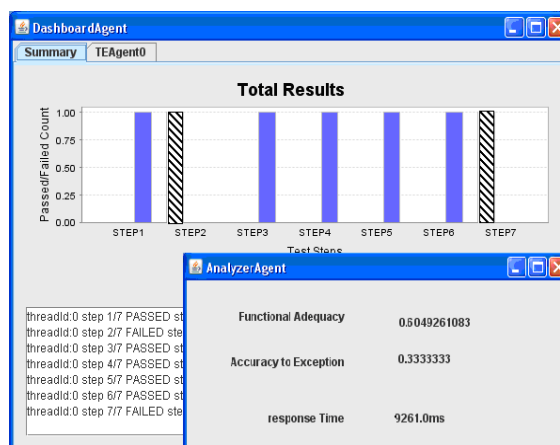 DashboardAgent
Summary TEAgent0
Total Results
Passed/Failed Count
1.00
0.75
0.50
0.25
0.00
STEP1 STEP2 STEP3 STEP4 STEP5 STEP6 STEP7
Test Steps
threadId:0 step 1/7 PASSED st
threadId:0 step 2/7 FAILED ste
threadId:0 step 3/7 PASSED st
threadId:0 step 4/7 PASSED st
threadId:0 step 5/7 PASSED st
threadId:0 step 6/7 PASSED st
threadId:0 step 7/7 FAILED ste
AnalyzerAgent
Functional Adequacy 0.6049261083
Accuracy to Exception 0.3333333
response Time 9261.0ms